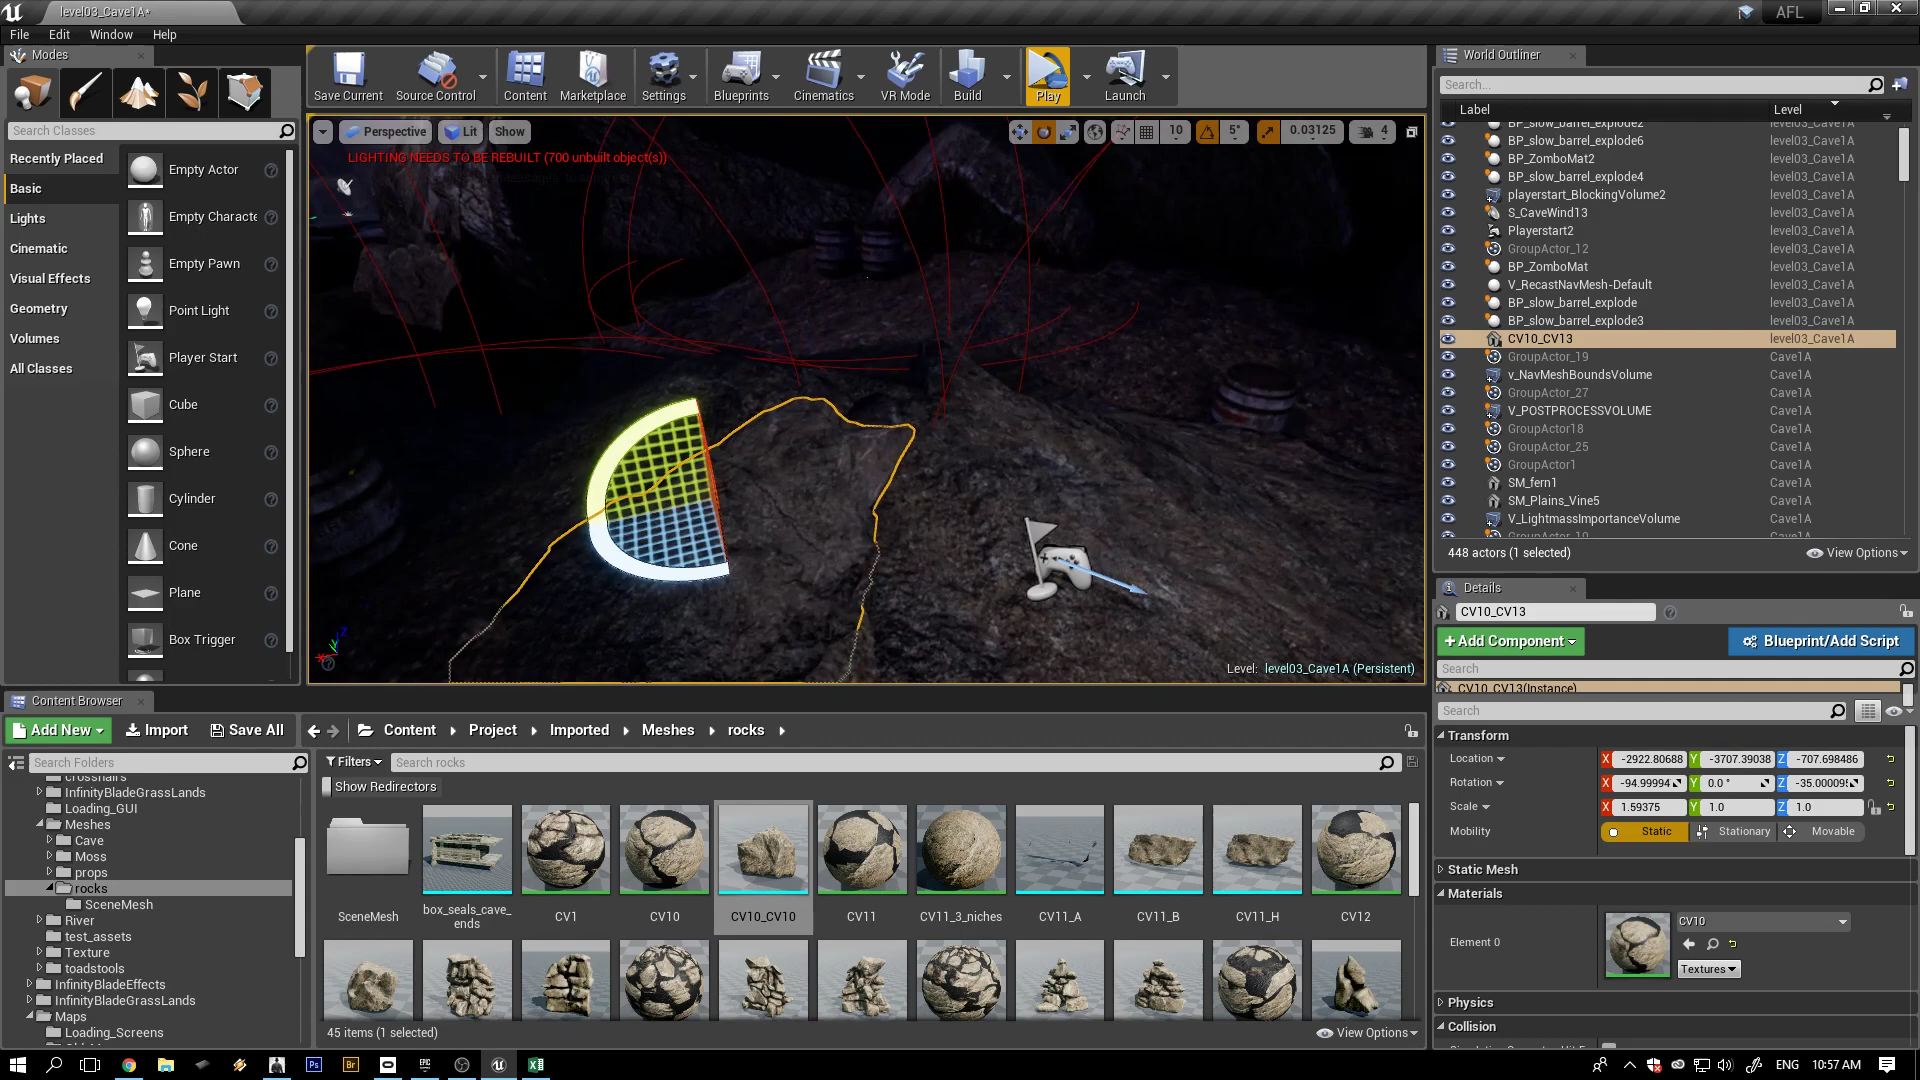 level03_Cave1A*
AFL
File Edit Window Help
Modes
Search Classes
Recently Placed
Basic
Lights
Cinematic
Visual Effects
Geometry
Volumes
All Classes
Empty Actor
Empty Characte
Empty Pawn
Point Light
Player Start
Cube
Sphere
Cylinder
Cone
Plane
Box Trigger
Save Current
Source Control
Content
Marketplace
Settings
Blueprints
Cinematics
VR Mode
Build
Play
Launch
Perspective Lit Show
10 5° 0.03125 4
LIGHTING NEEDS TO BE REBUILT (700 unbuilt object(s))
Level: level03_Cave1A (Persistent)
World Outliner
Search...
Label Level
BP_slow_barrel_explode2 level03_Cave1A
BP_slow_barrel_explode6 level03_Cave1A
BP_ZomboMat2 level03_Cave1A
BP_slow_barrel_explode4 level03_Cave1A
playerstart_BlockingVolume2 level03_Cave1A
S_CaveWind13 level03_Cave1A
Playerstart2 level03_Cave1A
GroupActor_12 level03_Cave1A
BP_ZomboMat level03_Cave1A
V_RecastNavMesh-Default level03_Cave1A
BP_slow_barrel_explode level03_Cave1A
BP_slow_barrel_explode3 level03_Cave1A
CV10_CV13 level03_Cave1A
GroupActor_19 Cave1A
v_NavMeshBoundsVolume Cave1A
GroupActor_27 Cave1A
V_POSTPROCESSVOLUME Cave1A
GroupActor18 Cave1A
GroupActor_25 Cave1A
GroupActor1 Cave1A
SM_fern1 Cave1A
SM_Plains_Vine5 Cave1A
V_LightmassImportanceVolume Cave1A
448 actors (1 selected) View Options
Details
CV10_CV13
+Add Component Blueprint/Add Script
Search
CV10_CV13(Instance)
Search
Transform
Location X -2922.80688 Y -3707.39038 Z -707.698486
Rotation X -94.99994 Y 0.0 ° Z -35.000095
Scale X 1.59375 Y 1.0 Z 1.0
Mobility Static Stationary Movable
Static Mesh
Materials
Element 0
CV10
Textures
Physics
Collision
Content Browser
Add New Import Save All Content Project Imported Meshes rocks
Search Folders
crosshairs
InfinityBladeGrassLands
Loading_GUI
Meshes
Cave
Moss
props
rocks
SceneMesh
River
test_assets
Texture
toadstools
InfinityBladeEffects
InfinityBladeGrassLands
Maps
Loading_Screens
Filters Search rocks
Show Redirectors
SceneMesh
box_seals_cave_
ends
CV1
CV10
CV10_CV10
CV11
CV11_3_niches
CV11_A
CV11_B
CV11_H
CV12
45 items (1 selected) View Options
Ps Br EPIC ENG 10:57 AM